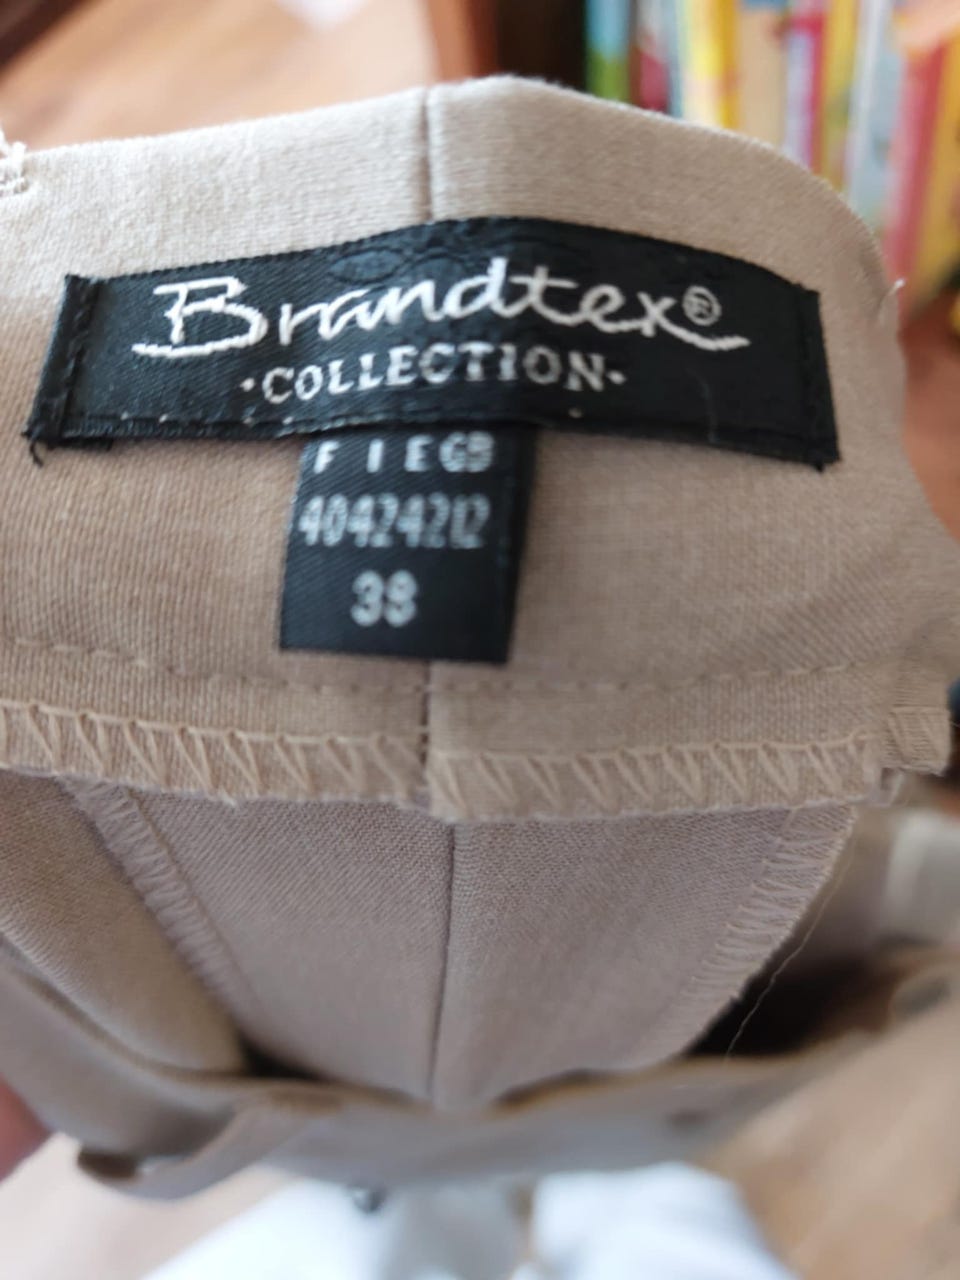 Brandtex®
·COLLECTION·
F I E GB
40 42 42 12
38